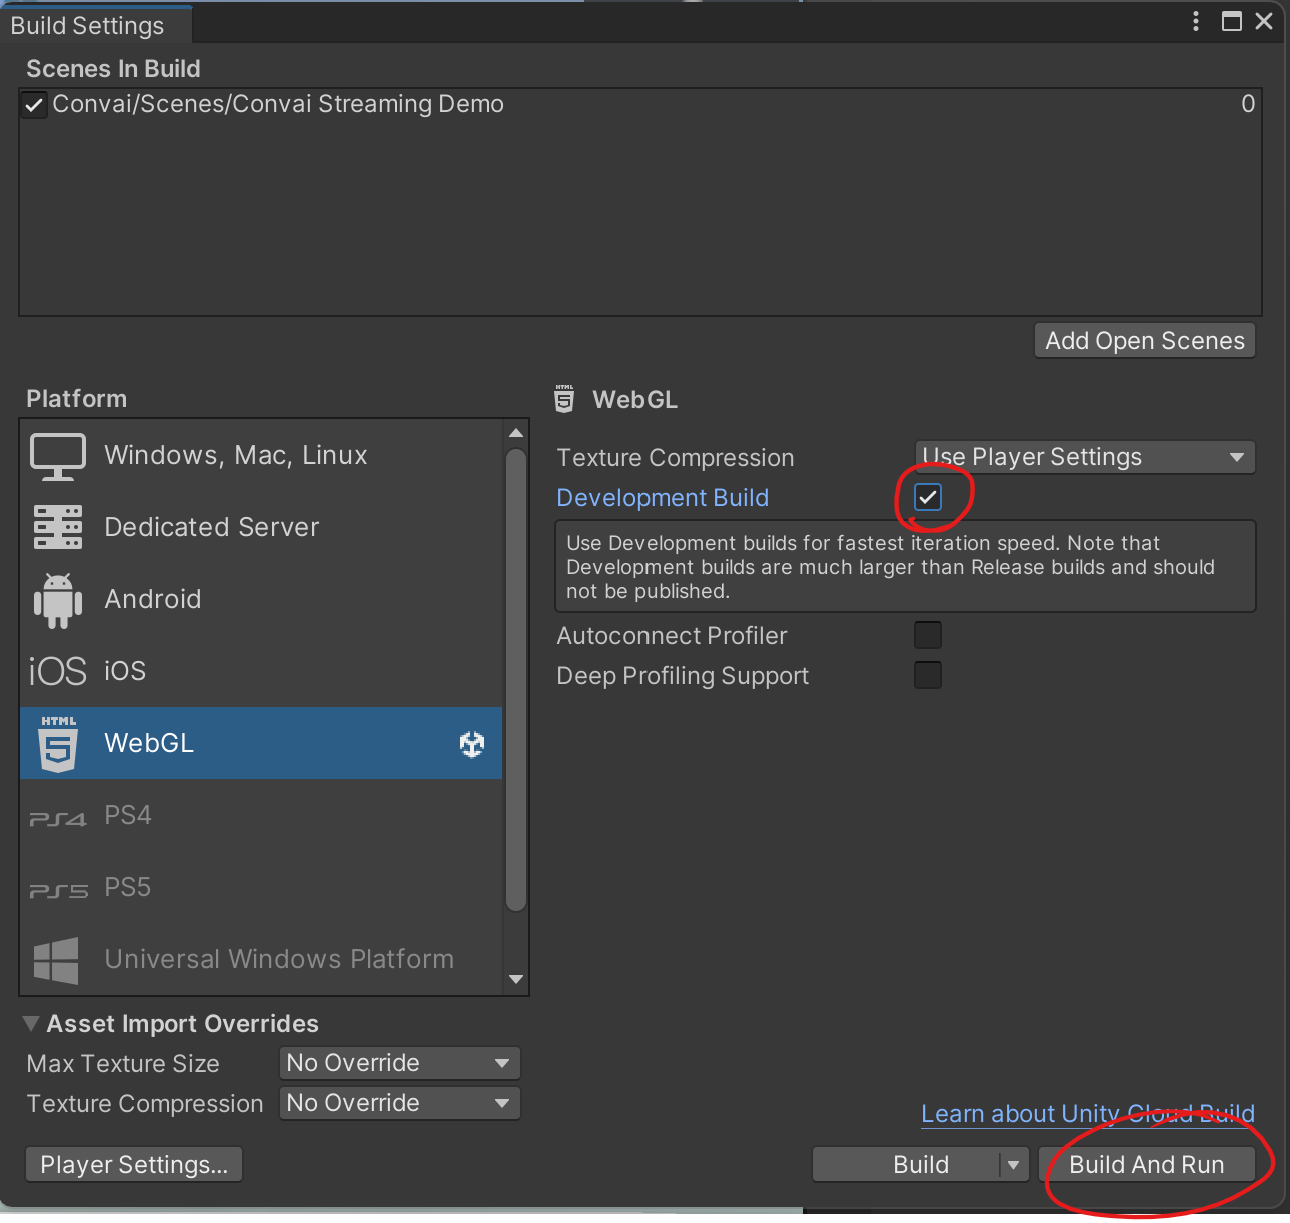 Build Settings
Scenes In Build
Convai/Scenes/Convai Streaming Demo 0
Add Open Scenes
Platform
Windows, Mac, Linux
Dedicated Server
Android
iOS iOS
HTML 5 WebGL
PS4 PS4
PS5 PS5
Universal Windows Platform
HTML 5 WebGL
Texture Compression Use Player Settings
Development Build
Use Development builds for fastest iteration speed. Note that
Development builds are much larger than Release builds and should
not be published.
Autoconnect Profiler
Deep Profiling Support
Asset Import Overrides
Max Texture Size No Override
Texture Compression No Override
Learn about Unity Cloud Build
Player Settings... Build Build And Run